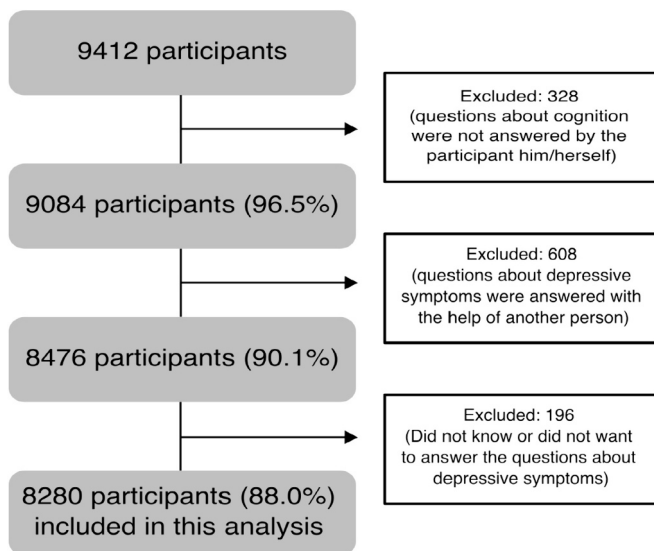 9412 participants
Excluded: 328
(questions about cognition
were not answered by the
participant him/herself)
9084 participants (96.5%)
Excluded: 608
(questions about depressive
symptoms were answered with
the help of another person)
8476 participants (90.1%)
Excluded: 196
(Did not know or did not want
to answer the questions about
depressive symptoms)
8280 participants (88.0%)
included in this analysis